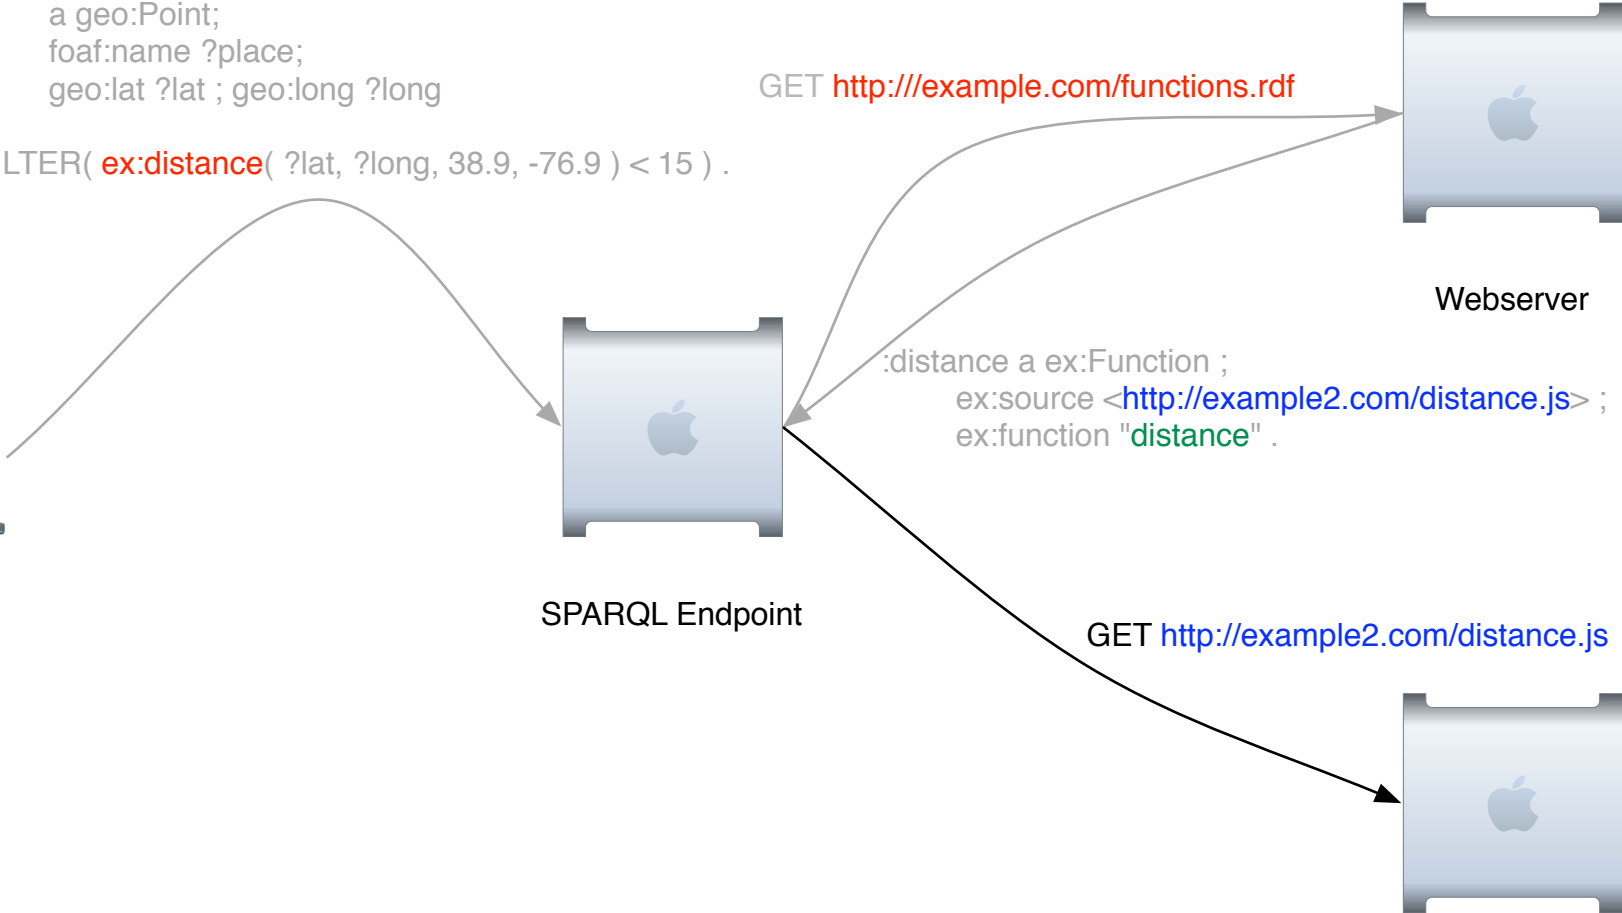 a geo:Point;
foaf:name ?place;
geo:lat ?lat ; geo:long ?long
LTER( ex:distance( ?lat, ?long, 38.9, -76.9 ) < 15 ) .
GET http:///example.com/functions.rdf
Webserver
:distance a ex:Function ;
ex:source <http://example2.com/distance.js> ;
ex:function "distance" .
SPARQL Endpoint
GET http://example2.com/distance.js